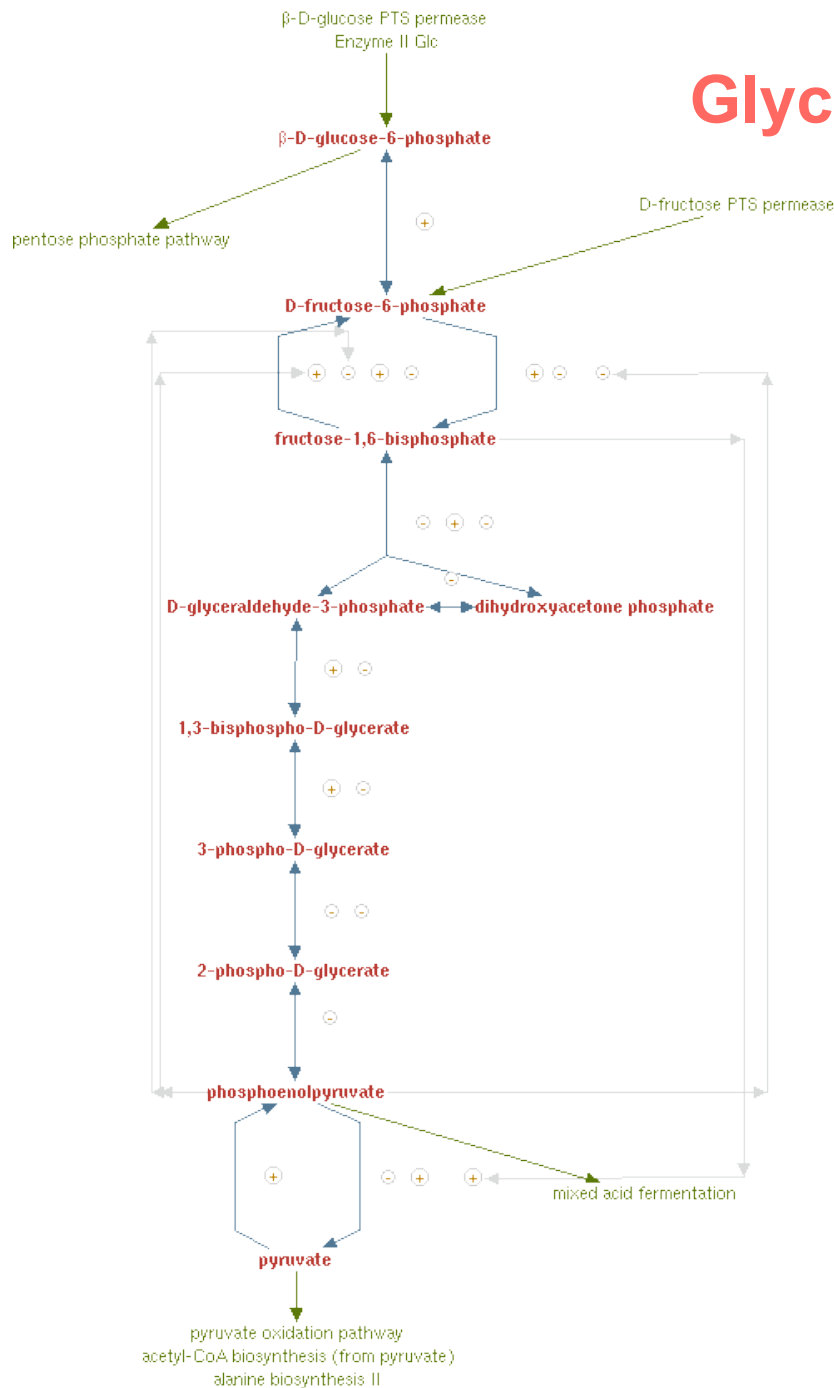 β-D-glucose PTS permease
Enzyme II Glc
Glyc
β-D-glucose-6-phosphate
D-fructose PTS permease
pentose phosphate pathway
D-fructose-6-phosphate
+ - + - + - -
fructose-1,6-bisphosphate
- + -
-
D-glyceraldehyde-3-phosphate dihydroxyacetone phosphate
+ -
1,3-bisphospho-D-glycerate
+ -
3-phospho-D-glycerate
- -
2-phospho-D-glycerate
-
phosphoenolpyruvate
+ - + +
mixed acid fermentation
pyruvate
pyruvate oxidation pathway
acetyl-CoA biosynthesis (from pyruvate)
alanine biosynthesis II